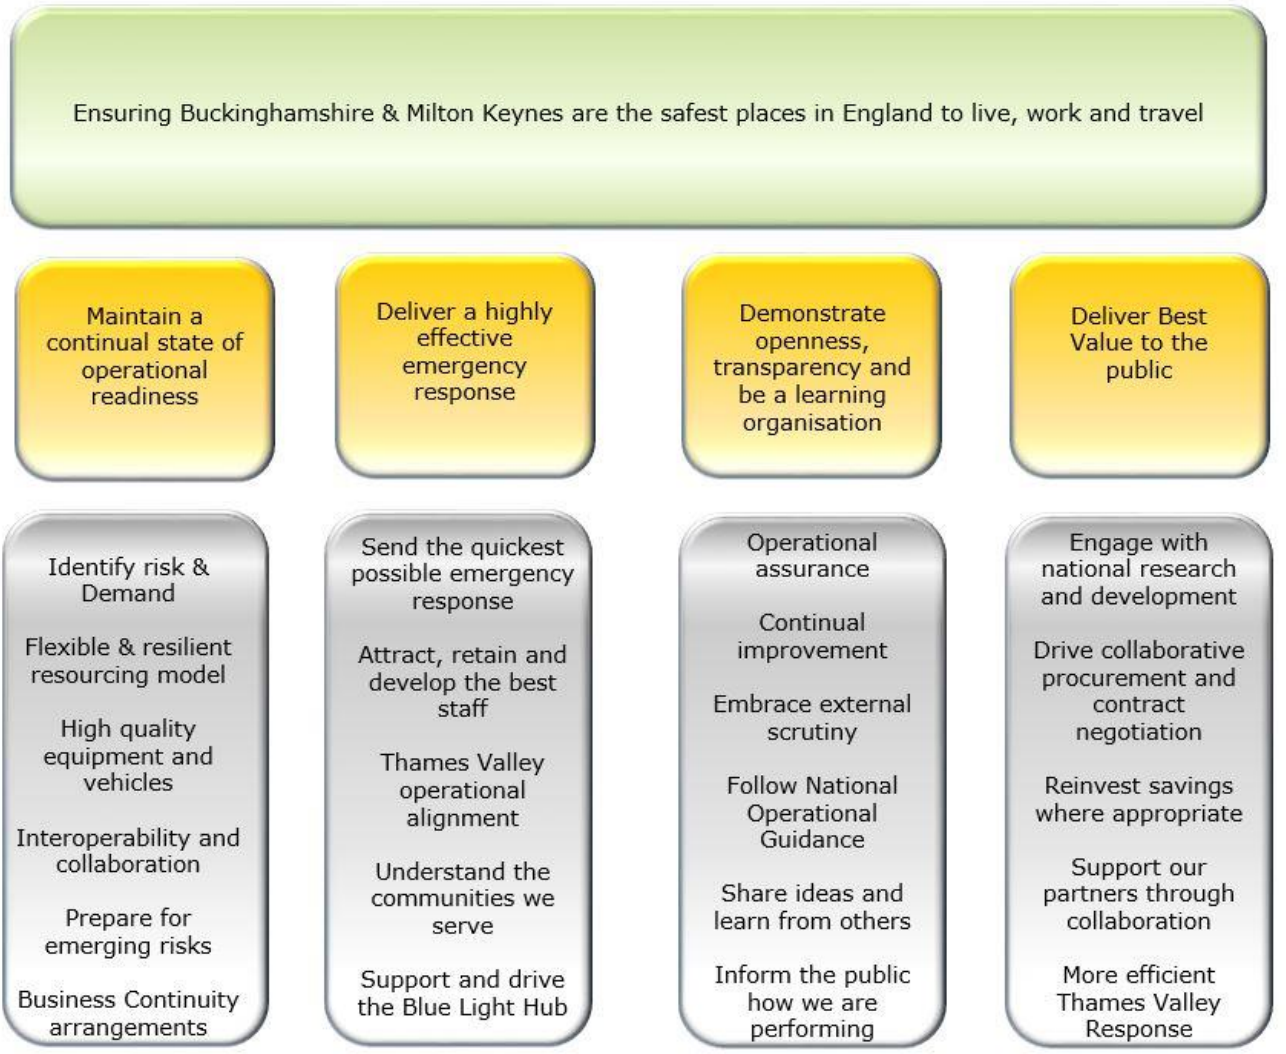 Ensuring Buckinghamshire & Milton Keynes are the safest places in England to live, work and travel
Maintain a
continual state of
operational
readiness
Deliver a highly
effective
emergency
response
Demonstrate
openness,
transparency and
be a learning
organisation
Deliver Best
Value to the
public
Identify risk &
Demand
Flexible & resilient
resourcing model
High quality
equipment and
vehicles
Interoperability and
collaboration
Prepare for
emerging risks
Business Continuity
arrangements
Send the quickest
possible emergency
response
Attract, retain and
develop the best
staff
Thames Valley
operational
alignment
Understand the
communities we
serve
Support and drive
the Blue Light Hub
Operational
assurance
Continual
improvement
Embrace external
scrutiny
Follow National
Operational
Guidance
Share ideas and
learn from others
Inform the public
how we are
performing
Engage with
national research
and development
Drive collaborative
procurement and
contract
negotiation
Reinvest savings
where appropriate
Support our
partners through
collaboration
More efficient
Thames Valley
Response